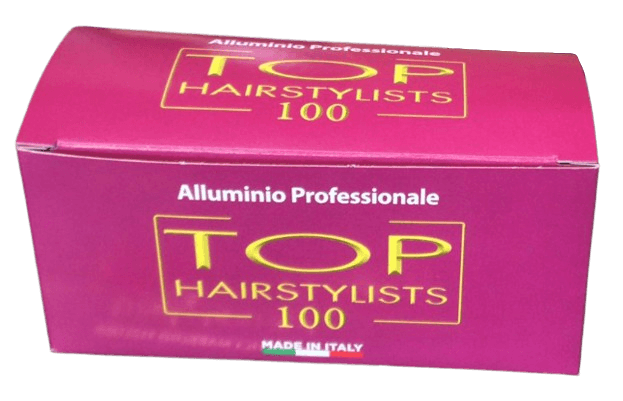 Alluminio Professionale
TOP
HAIRSTYLISTS
100
Alluminio Professionale
TOP
HAIRSTYLISTS
100
MADE IN ITALY